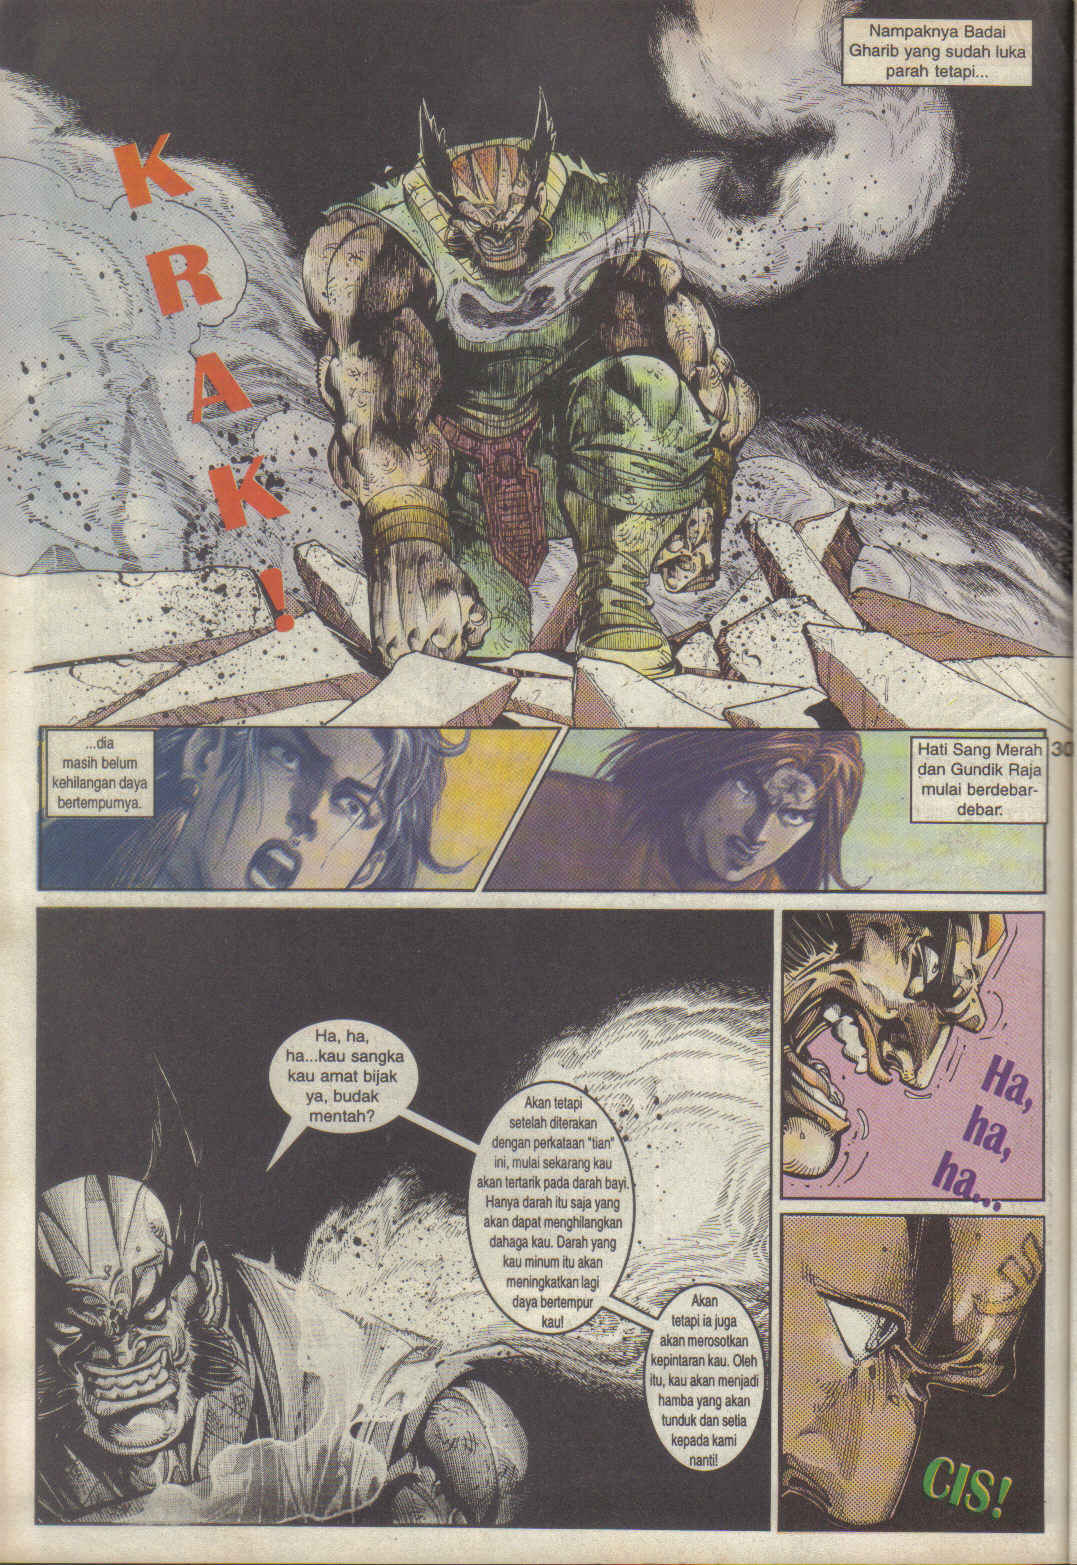 Nampaknya Badai
Gharib yang sudah luka
parah tetapi...
KRAK!
...dia
masih belum
kehilangan daya
bertempurnya.
Hati Sang Merah
dan Gundik Raja
mulai berdebar-
debar.
30
Ha, ha,
ha...kau sangka
kau amat bijak
ya, budak
mentah?
Akan tetapi
setelah diterakan
dengan perkataan "tian"
ini, mulai sekarang kau
akan tertarik pada darah bayi.
Hanya darah itu saja yang
akan dapat menghilangkan
dahaga kau. Darah yang
kau minum itu akan
meningkatkan lagi
daya bertempur
kau!
Akan
tetapi ia juga
akan merosotkan
kepintaran kau. Oleh
itu, kau akan menjadi
hamba yang akan
tunduk dan setia
kepada kami
nanti!
Ha,
ha,
ha...
CIS!